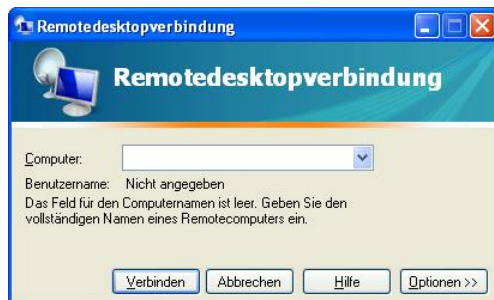 Remotedesktopverbindung
Remotedesktopverbindung
Computer:
Benutzername: Nicht angegeben
Das Feld für den Computernamen ist leer. Geben Sie den
vollständigen Namen eines Remotecomputers ein.
Verbinden Abbrechen Hilfe Optionen >>